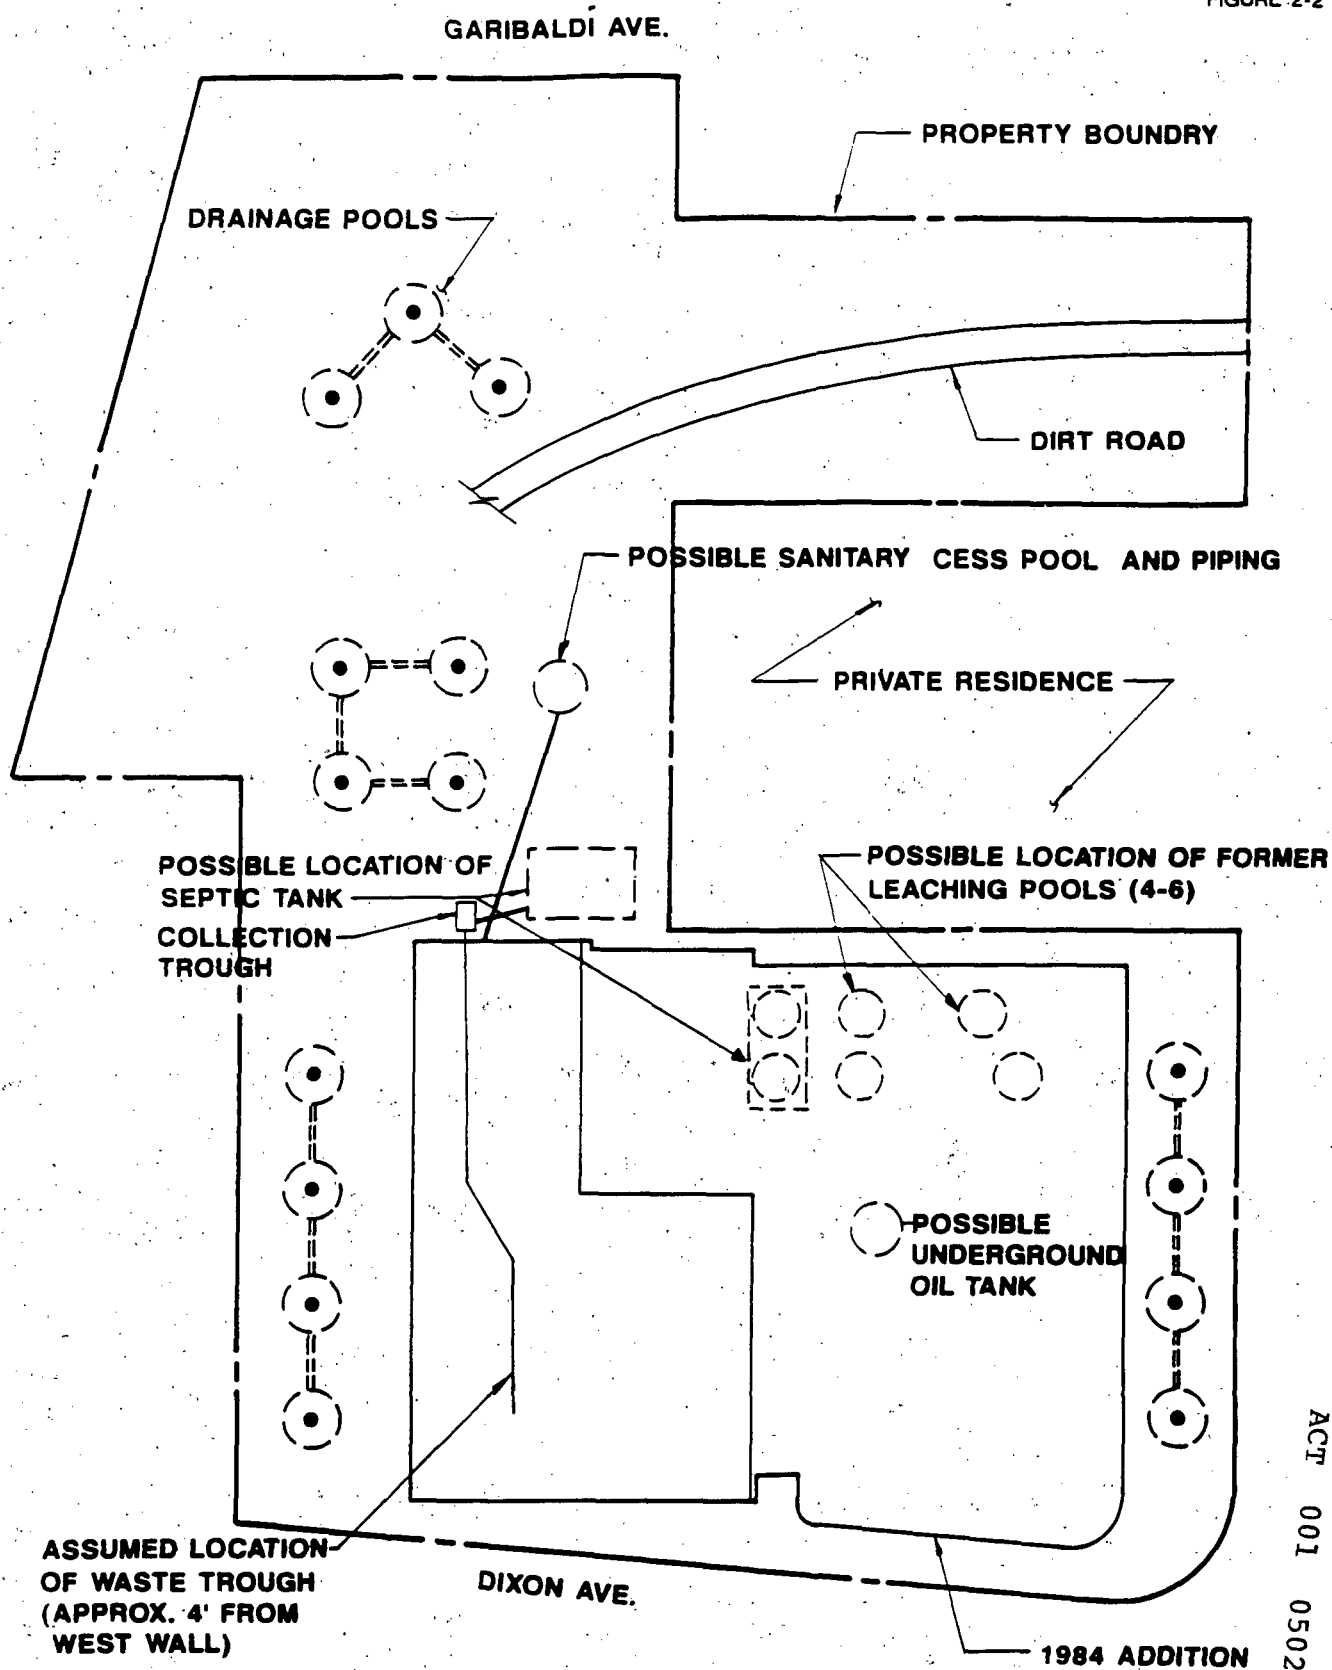 FIGURE 2-2
GARIBALDI AVE.
PROPERTY BOUNDRY
DRAINAGE POOLS
DIRT ROAD
POSSIBLE SANITARY CESS POOL AND PIPING
PRIVATE RESIDENCE
POSSIBLE LOCATION OF
SEPTIC TANK
COLLECTION
TROUGH
POSSIBLE LOCATION OF FORMER
LEACHING POOLS (4-6)
POSSIBLE
UNDERGROUND
OIL TANK
ASSUMED LOCATION
OF WASTE TROUGH
(APPROX. 4' FROM
WEST WALL)
DIXON AVE.
1984 ADDITION
ACT 001 0502